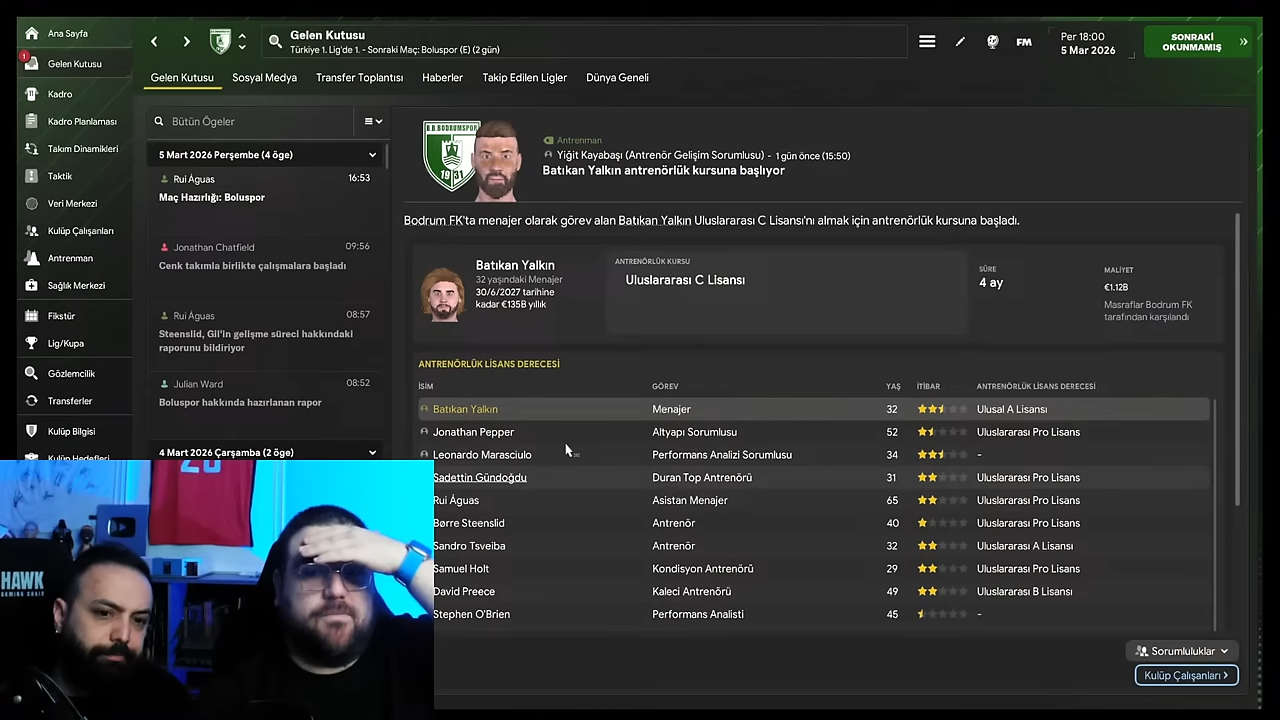 Ana Sayfa
1
Gelen Kutusu
Kadro
Kadro Planlaması
Takım Dinamikleri
Taktik
Veri Merkezi
Kulüp Çalışanları
Antrenman
Sağlık Merkezi
Fikstür
Lig/Kupa
Gözlemcilik
Transferler
Kulüp Bilgisi
Kulüp Hedefleri
Gelen Kutusu
Türkiye 1. Lig'de 1. - Sonraki Maç: Boluspor (E) (2 gün)
FM
Per 18:00
5 Mar 2026
SONRAKİ
OKUNMAMIŞ
Gelen Kutusu Sosyal Medya Transfer Toplantısı Haberler Takip Edilen Ligler Dünya Geneli
Bütün Ögeler
5 Mart 2026 Perşembe (4 öge)
Rui Águas 16:53
Maç Hazırlığı: Boluspor
Jonathan Chatfield 09:56
Cenk takımla birlikte çalışmalara başladı
Rui Águas 08:57
Steenslid, Gil'in gelişme süreci hakkındaki
raporunu bildiriyor
Julian Ward 08:52
Boluspor hakkında hazırlanan rapor
4 Mart 2026 Çarşamba (2 öge)
B.B.BODRUMSPOR
1931
Antrenman
Yiğit Kayabaşı (Antrenör Gelişim Sorumlusu) - 1 gün önce (15:50)
Batıkan Yalkın antrenörlük kursuna başlıyor
Bodrum FK'ta menajer olarak görev alan Batıkan Yalkın Uluslararası C Lisansı'nı almak için antrenörlük kursuna başladı.
Batıkan Yalkın
32 yaşındaki Menajer
30/6/2027 tarihine
kadar €135B yıllık
ANTRENÖRLÜK KURSU
Uluslararası C Lisansı
SÜRE
4 ay
MALİYET
€1.12B
Masraflar Bodrum FK
tarafından karşılandı
ANTRENÖRLÜK LİSANS DERECESİ
İSİM GÖREV YAŞ İTİBAR ANTRENÖRLÜK LİSANS DERECESİ
Batıkan Yalkın Menajer 32 Ulusal A Lisansı
Jonathan Pepper Altyapı Sorumlusu 52 Uluslararası Pro Lisans
Leonardo Marasciulo Performans Analizi Sorumlusu 34 -
Sadettin Gündoğdu Duran Top Antrenörü 31 Uluslararası Pro Lisans
Rui Águas Asistan Menajer 65 Uluslararası Pro Lisans
Børre Steenslid Antrenör 40 Uluslararası Pro Lisans
Sandro Tsveiba Antrenör 32 Uluslararası A Lisansı
Samuel Holt Kondisyon Antrenörü 29 Uluslararası Pro Lisans
David Preece Kaleci Antrenörü 49 Uluslararası B Lisansı
Stephen O'Brien Performans Analisti 45 -
Sorumluluklar
Kulüp Çalışanları
HAWK
GAMING CHAIR